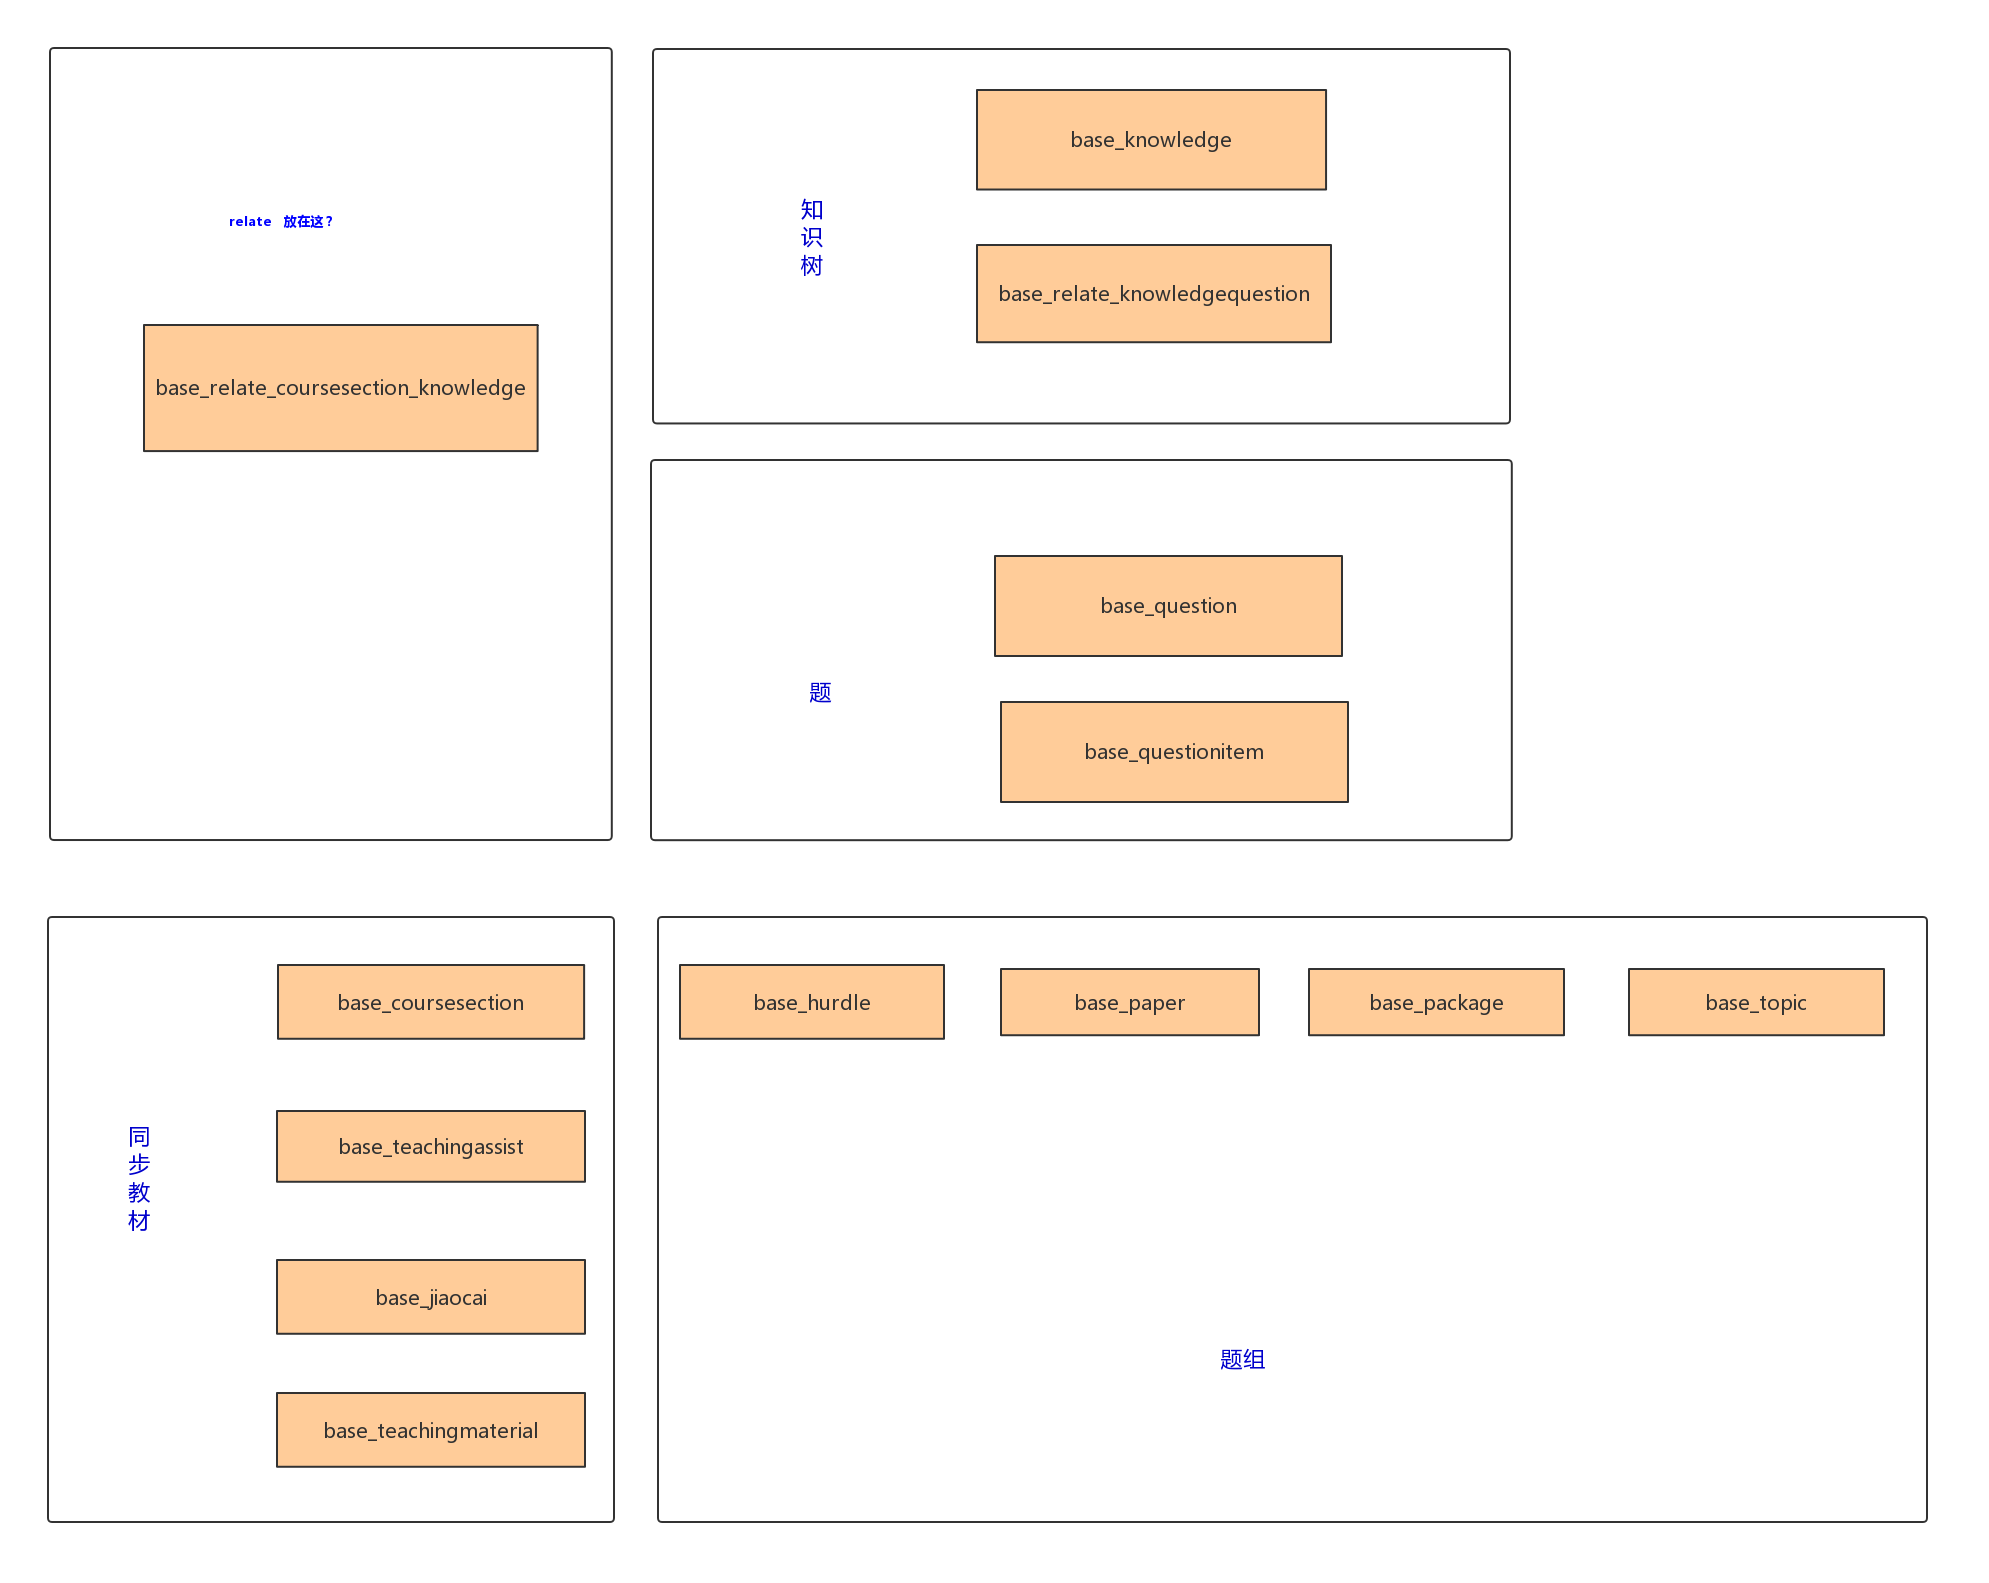 relate 放在这？
base_relate_coursesection_knowledge
知
识
树
base_knowledge
base_relate_knowledgequestion
题
base_question
base_questionitem
同
步
教
材
base_coursesection
base_teachingassist
base_jiaocai
base_teachingmaterial
base_hurdle
base_paper
base_package
base_topic
题组